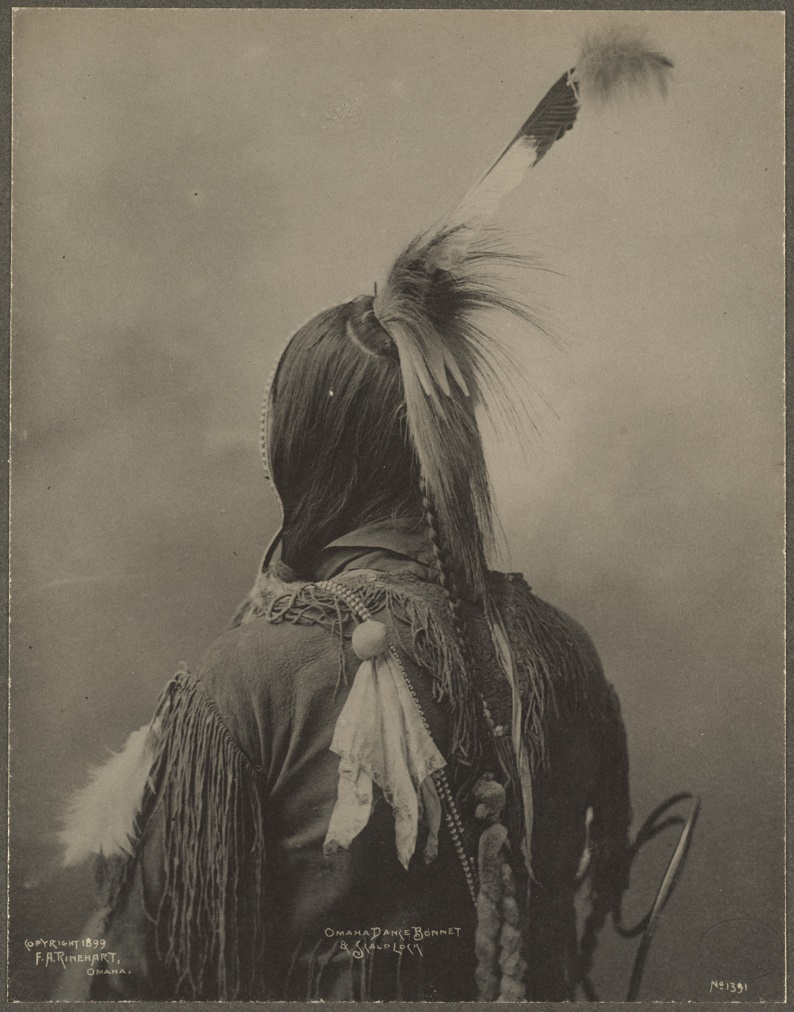 COPYRIGHT 1899
F. A. RINEHART,
OMAHA.
OMAHA DANCE BONNET
& SCALP LOCK
No 1391